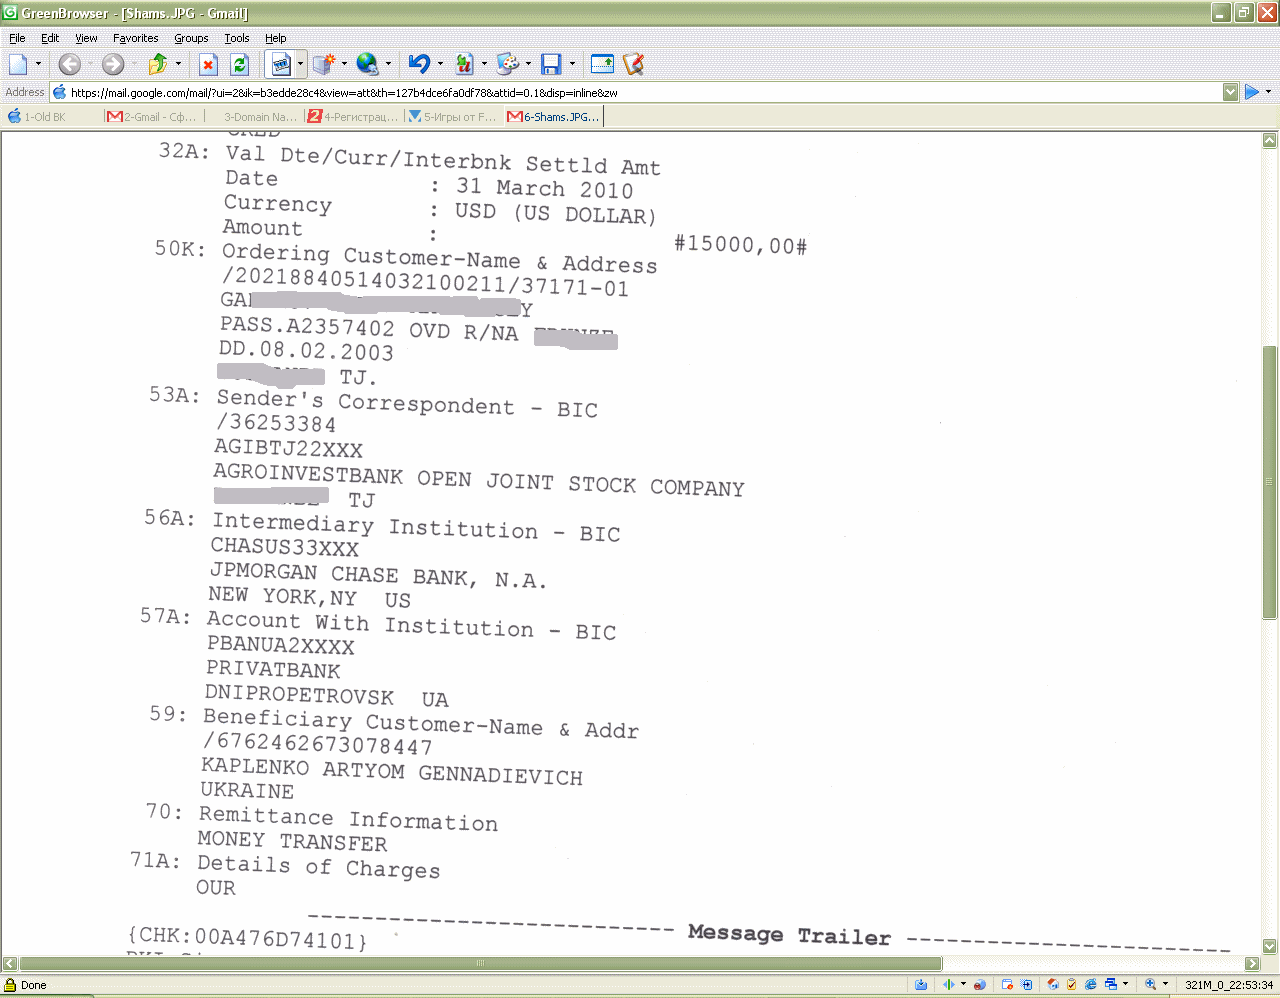 GreenBrowser - [Shams.JPG - Gmail]
File Edit View Favorites Groups Tools Help
Address https://mail.google.com/mail/?ui=2&ik=b3edde28c4&view=att&th=127b4dce6fa0df78&attid=0.1&disp=inline&zw
1-Old BK 2-Gmail - Сф... 3-Domain Na... 4-Регистрац... 5-Игры от F... 6-Shams.JPG...
32A: Val Dte/Curr/Interbnk Settld Amt
Date : 31 March 2010
Currency : USD (US DOLLAR)
Amount : #15000,00#
50K: Ordering Customer-Name & Address
/20218840514032100211/37171-01
PASS.A2357402 OVD R/NA
DD.08.02.2003
TJ.
53A: Sender's Correspondent - BIC
/36253384
AGIBTJ22XXX
AGROINVESTBANK OPEN JOINT STOCK COMPANY
TJ
56A: Intermediary Institution - BIC
CHASUS33XXX
JPMORGAN CHASE BANK, N.A.
NEW YORK,NY US
57A: Account With Institution - BIC
PBANUA2XXXX
PRIVATBANK
DNIPROPETROVSK UA
59: Beneficiary Customer-Name & Addr
/6762462673078447
KAPLENKO ARTYOM GENNADIEVICH
UKRAINE
70: Remittance Information
MONEY TRANSFER
71A: Details of Charges
OUR
--------------------------- Message Trailer ------------------------
{CHK:00A476D74101}
Done 321M_0_22:53:34